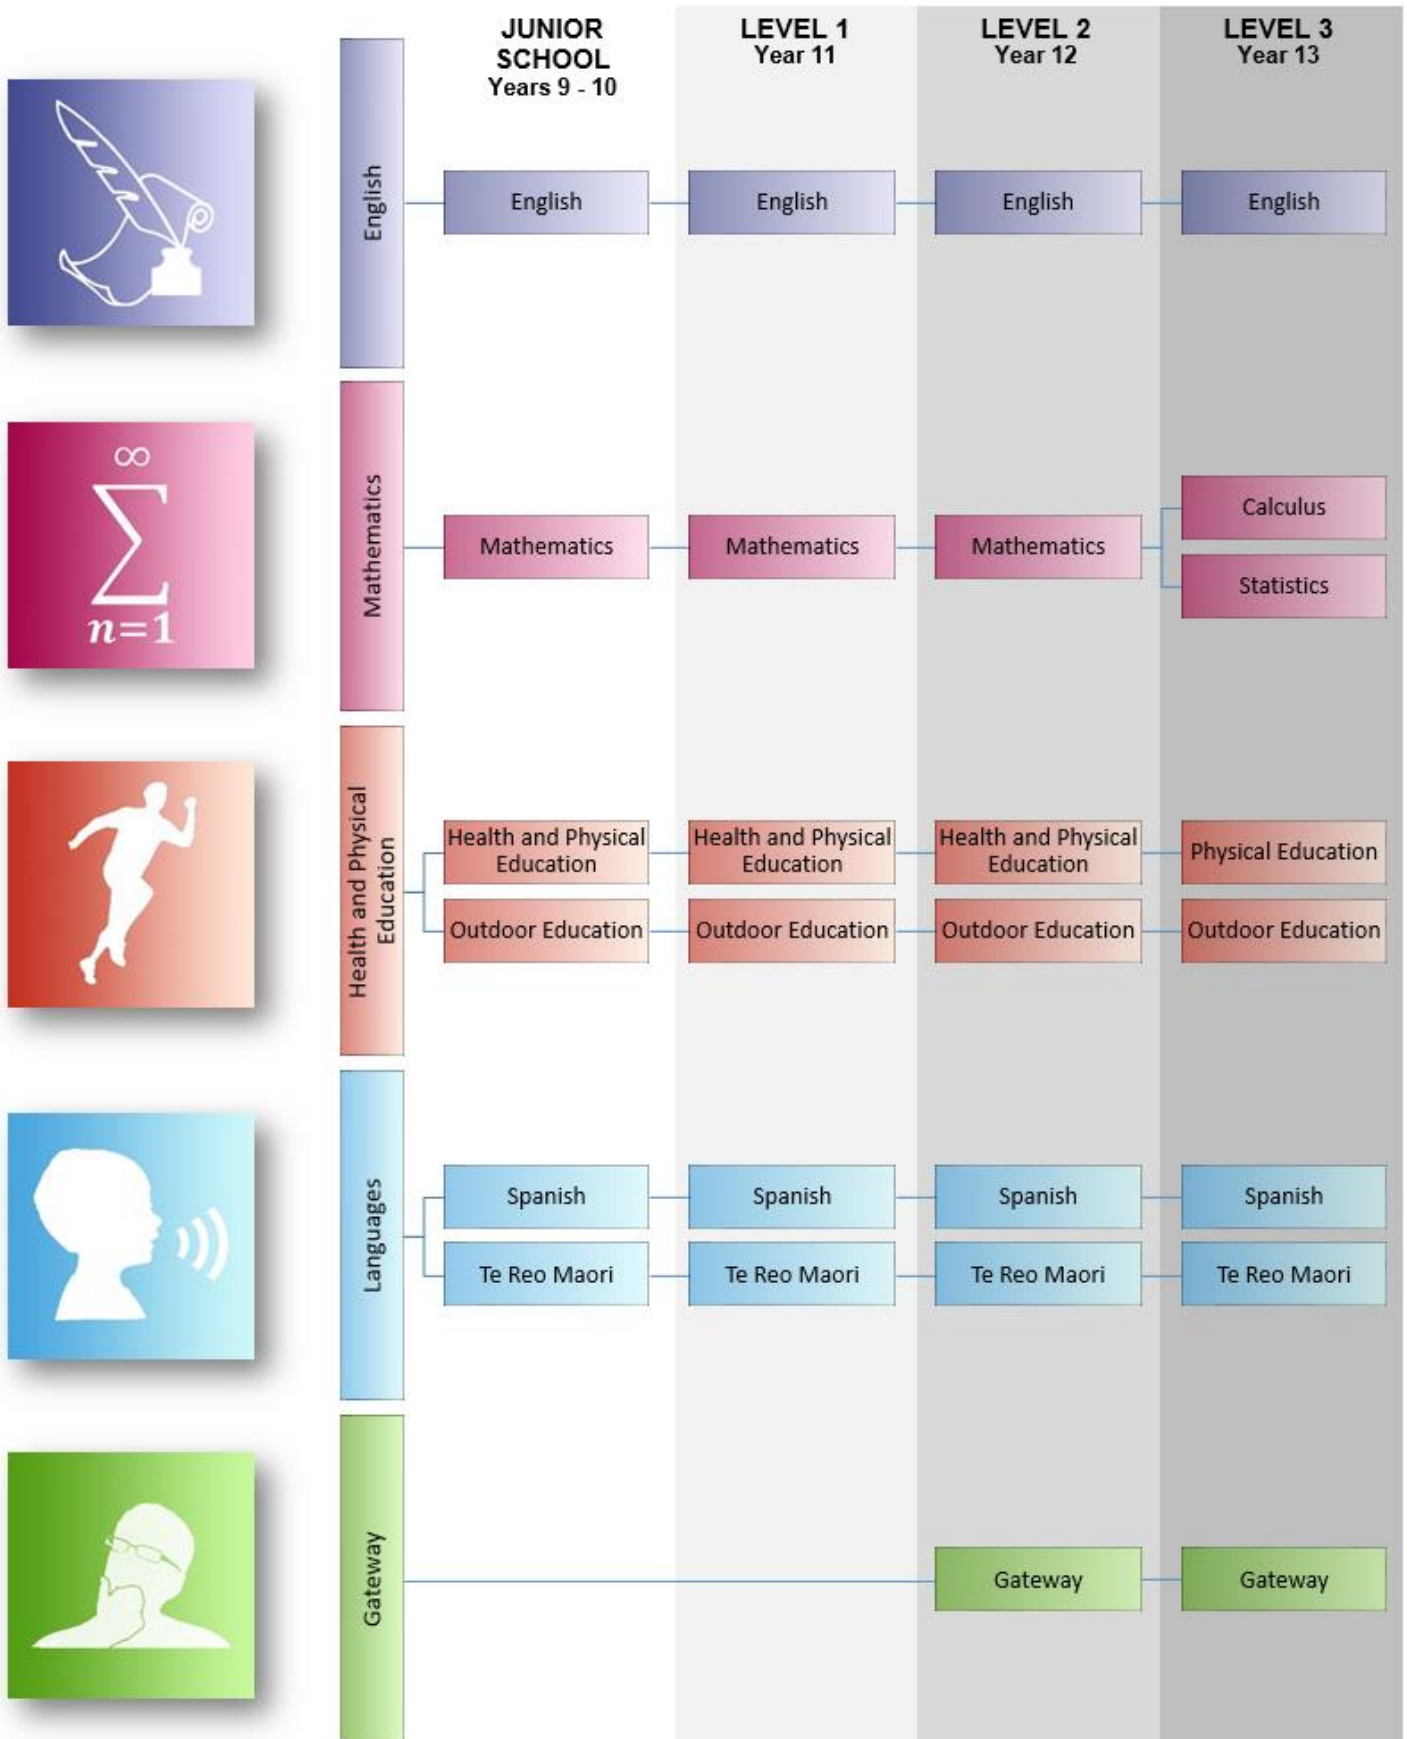 JUNIOR
SCHOOL
Years 9 - 10
LEVEL 1
Year 11
LEVEL 2
Year 12
LEVEL 3
Year 13
English
English
English
English
English
∞
∑
n=1
Mathematics
Mathematics
Mathematics
Mathematics
Calculus
Statistics
Health and Physical
Education
Health and Physical
Education
Health and Physical
Education
Health and Physical
Education
Physical Education
Outdoor Education
Outdoor Education
Outdoor Education
Outdoor Education
Languages
Spanish
Spanish
Spanish
Spanish
Te Reo Maori
Te Reo Maori
Te Reo Maori
Te Reo Maori
Gateway
Gateway
Gateway